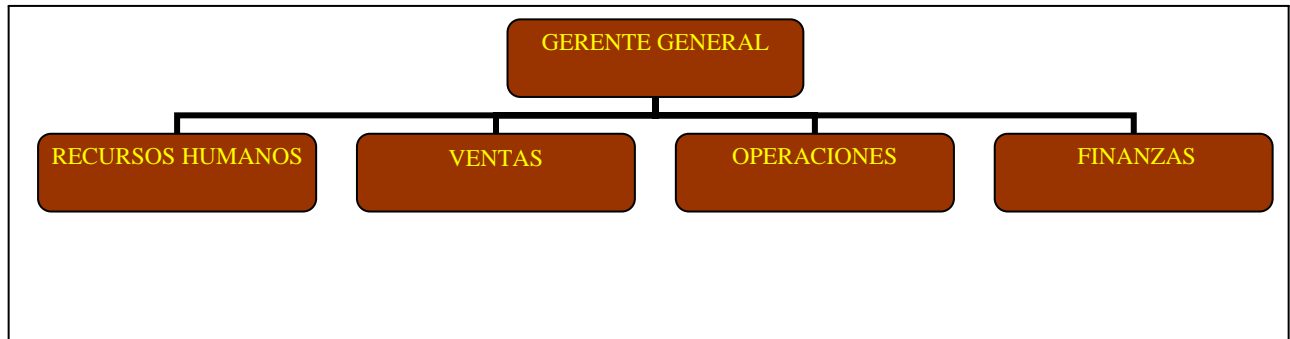 GERENTE GENERAL
RECURSOS HUMANOS
VENTAS
OPERACIONES
FINANZAS